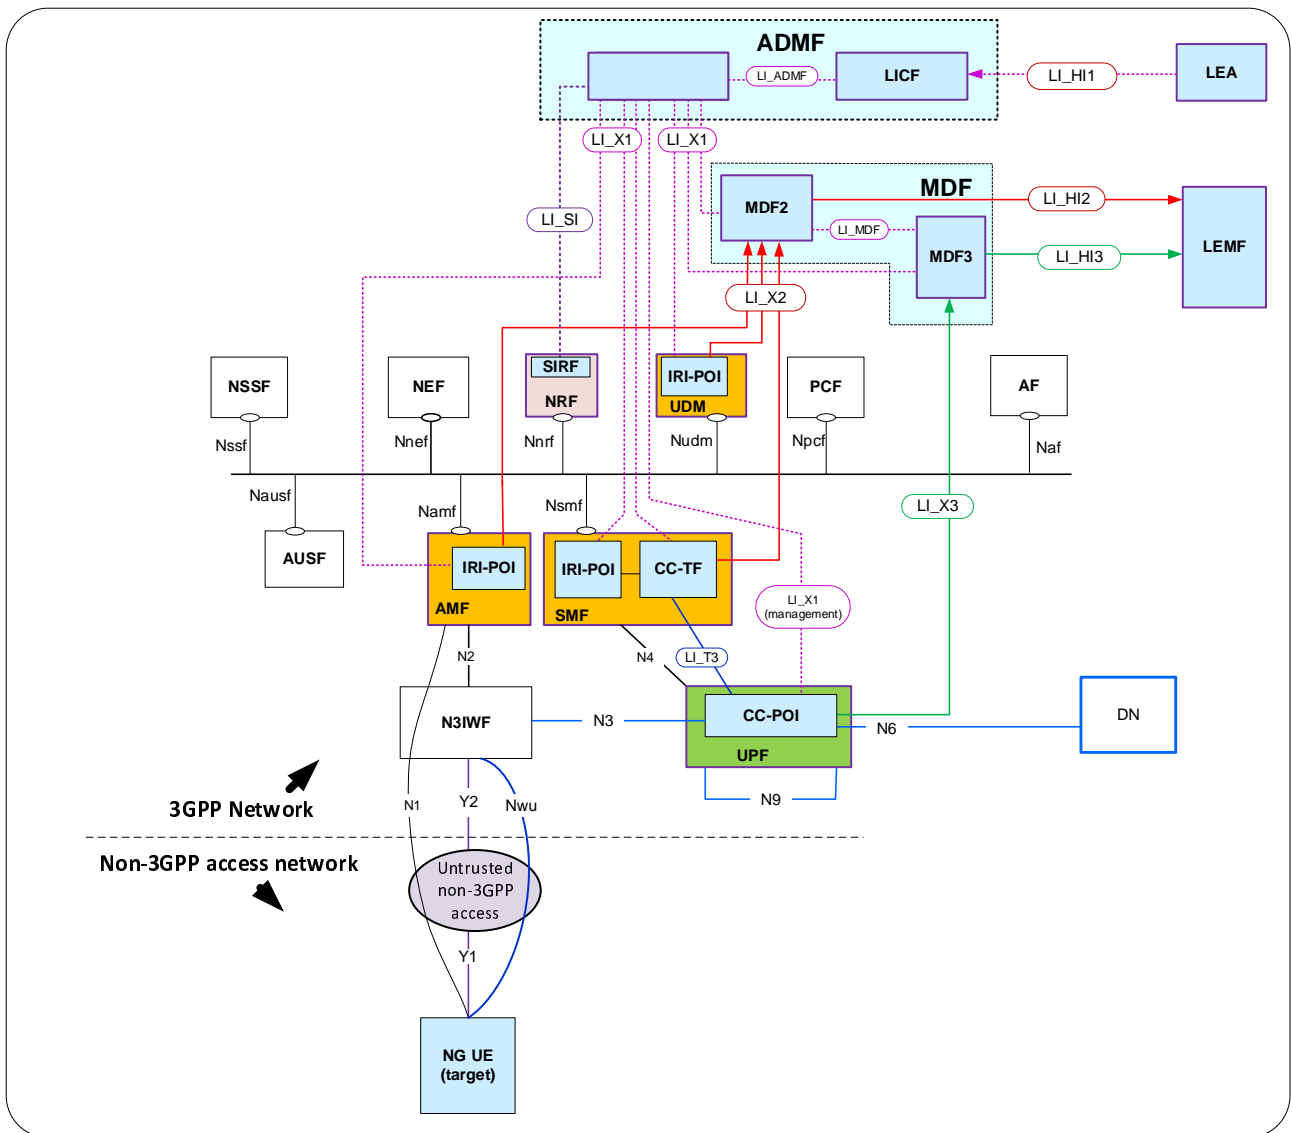 ADMF
LI_ADMF
LICF
LI_HI1
LEA
LI_X1
LI_X1
MDF
MDF2
LI_HI2
LI_SI
LI_MDF
MDF3
LEMF
LI_HI3
LI_X2
NSSF
NEF
SIRF
NRF
IRI-POI
UDM
PCF
AF
Nssf
Nnef
Nnrf
Nudm
Npcf
Naf
Nausf
Namf
Nsmf
LI_X3
AUSF
IRI-POI
AMF
IRI-POI
CC-TF
SMF
LI_X1
(management)
N2
N4
LI_T3
N3IWF
N3
CC-POI
UPF
N6
DN
N9
3GPP Network
N1
Y2
Nwu
Non-3GPP access network
Untrusted
non-3GPP
access
Y1
NG UE
(target)